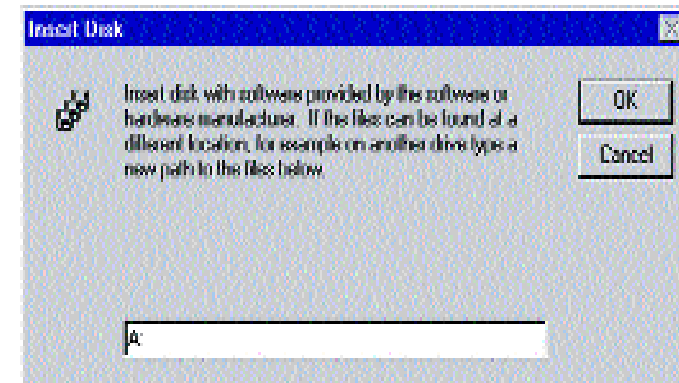 Insert Disk
Insert disk with software provided by the software or
hardware manufacturer. If the files can be found at a
different location, for example on another drive type a
new path to the files below.
OK
Cancel
A: